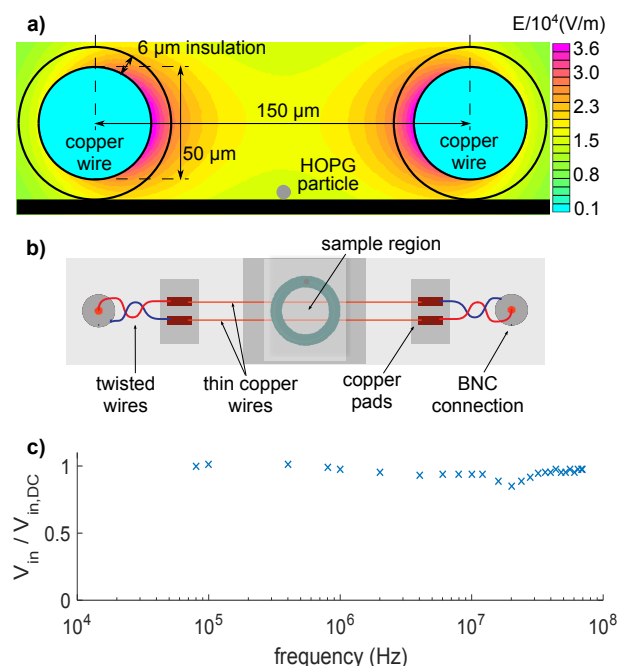 a)
E/10⁴(V/m)
6 µm insulation
3.6
3.0
2.3
1.5
0.8
0.1
150 µm
copper
wire
50 µm
HOPG
particle
copper
wire
b)
sample region
twisted
wires
thin copper
wires
copper
pads
BNC
connection
c)
V_in / V_in,DC
1
0.5
0
10⁴
10⁵
10⁶
10⁷
10⁸
frequency (Hz)